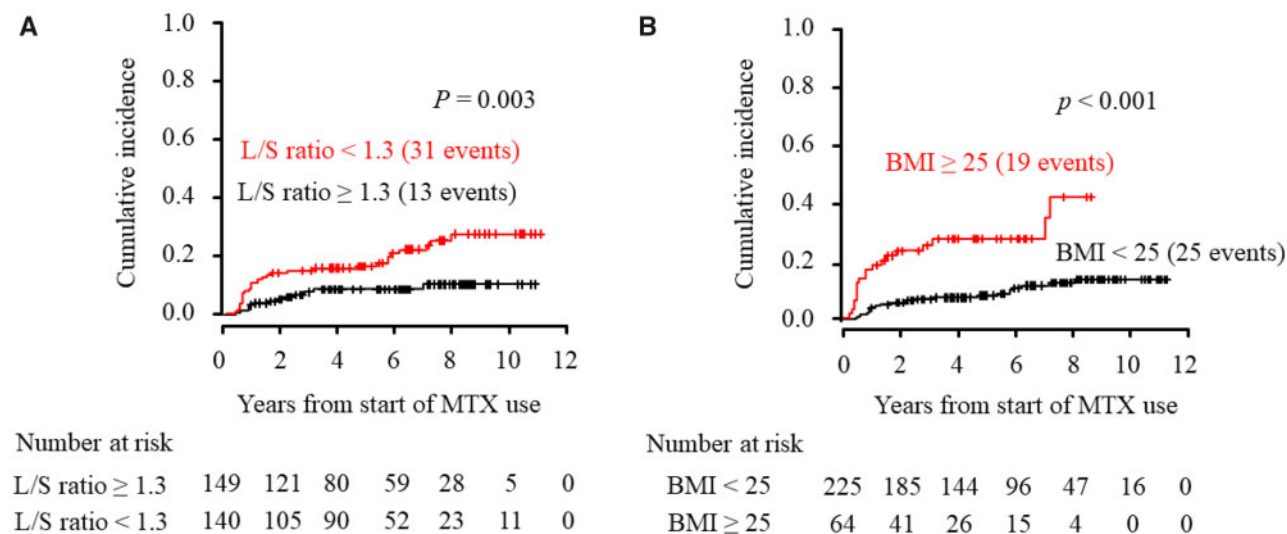 A
Cumulative incidence
1.0
0.8
0.6
0.4
0.2
0.0
P = 0.003
L/S ratio < 1.3 (31 events)
L/S ratio ≥ 1.3 (13 events)
0 2 4 6 8 10 12
Years from start of MTX use
Number at risk
L/S ratio ≥ 1.3 149 121 80 59 28 5 0
L/S ratio < 1.3 140 105 90 52 23 11 0
B
Cumulative incidence
1.0
0.8
0.6
0.4
0.2
0.0
p < 0.001
BMI ≥ 25 (19 events)
BMI < 25 (25 events)
0 2 4 6 8 10 12
Years from start of MTX use
Number at risk
BMI < 25 225 185 144 96 47 16 0
BMI ≥ 25 64 41 26 15 4 0 0